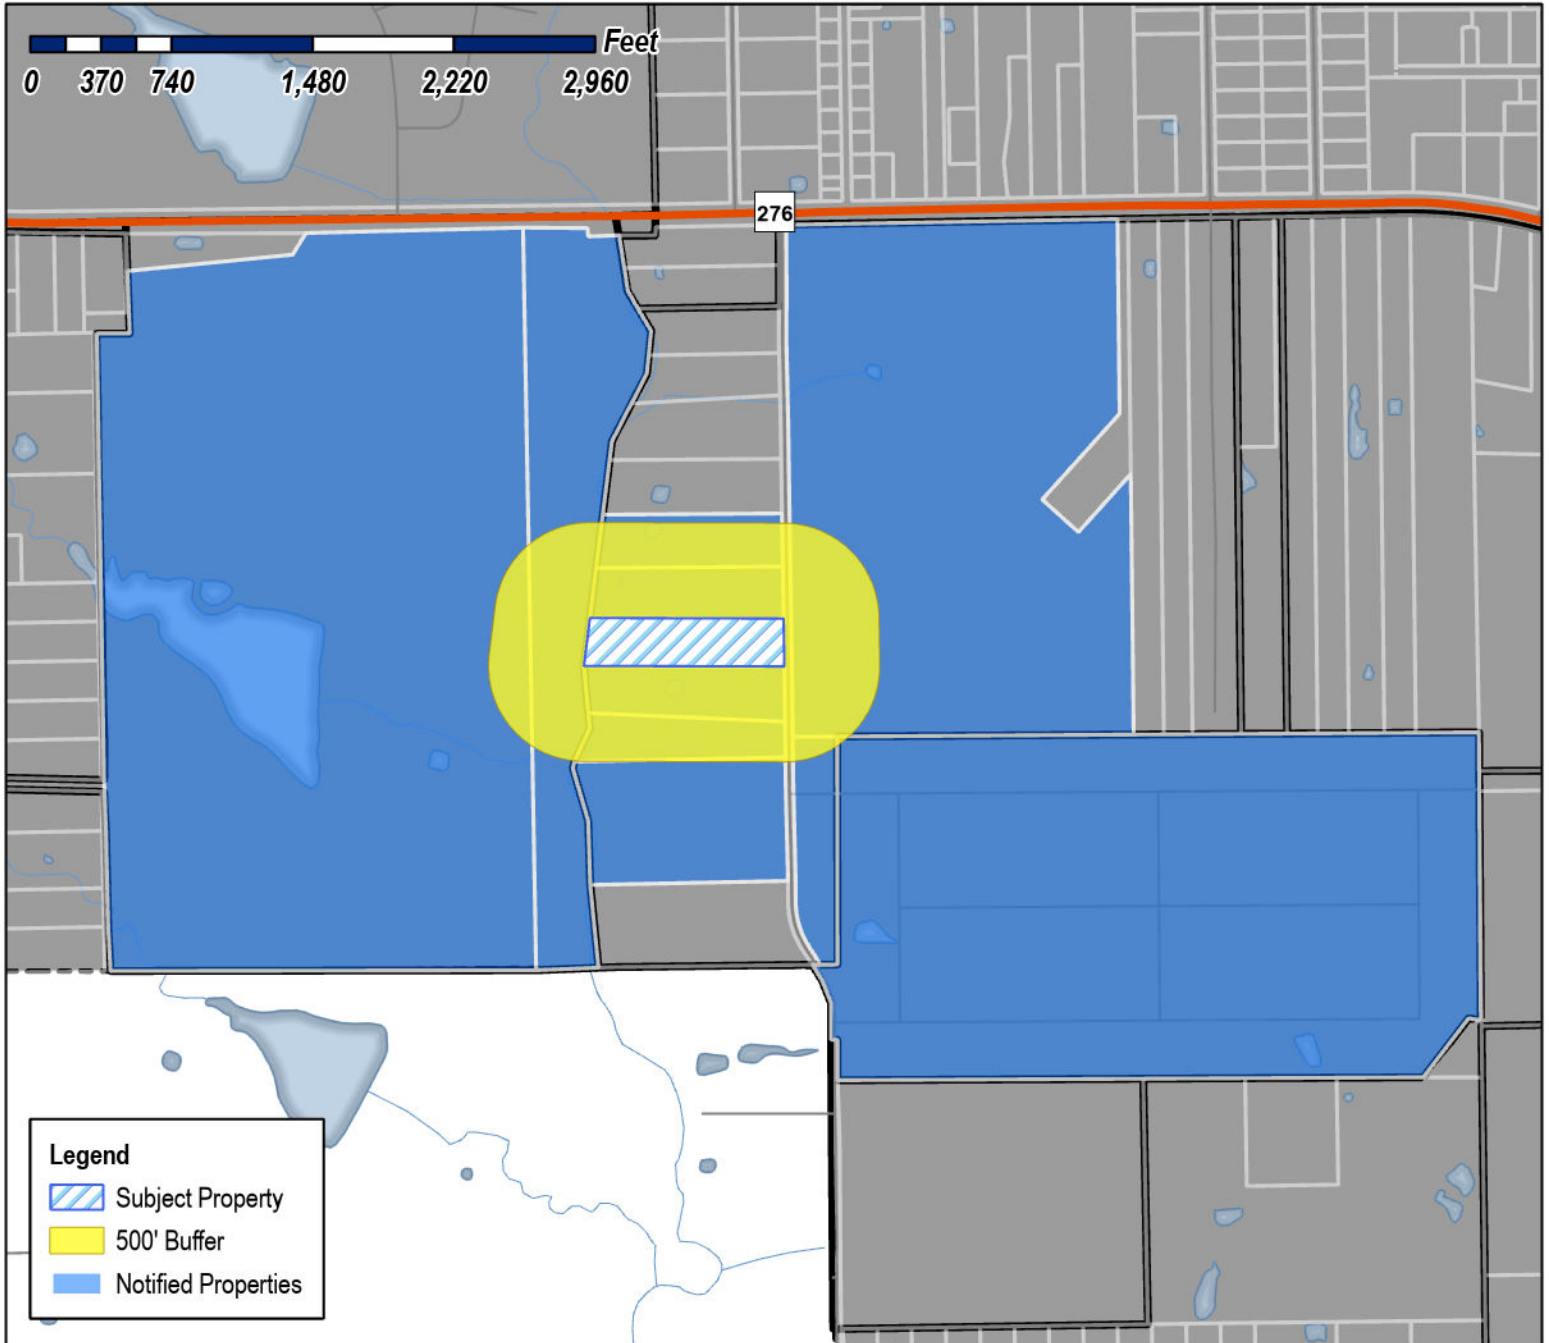 Feet
0 370 740 1,480 2,220 2,960
276
Legend
Subject Property
500' Buffer
Notified Properties